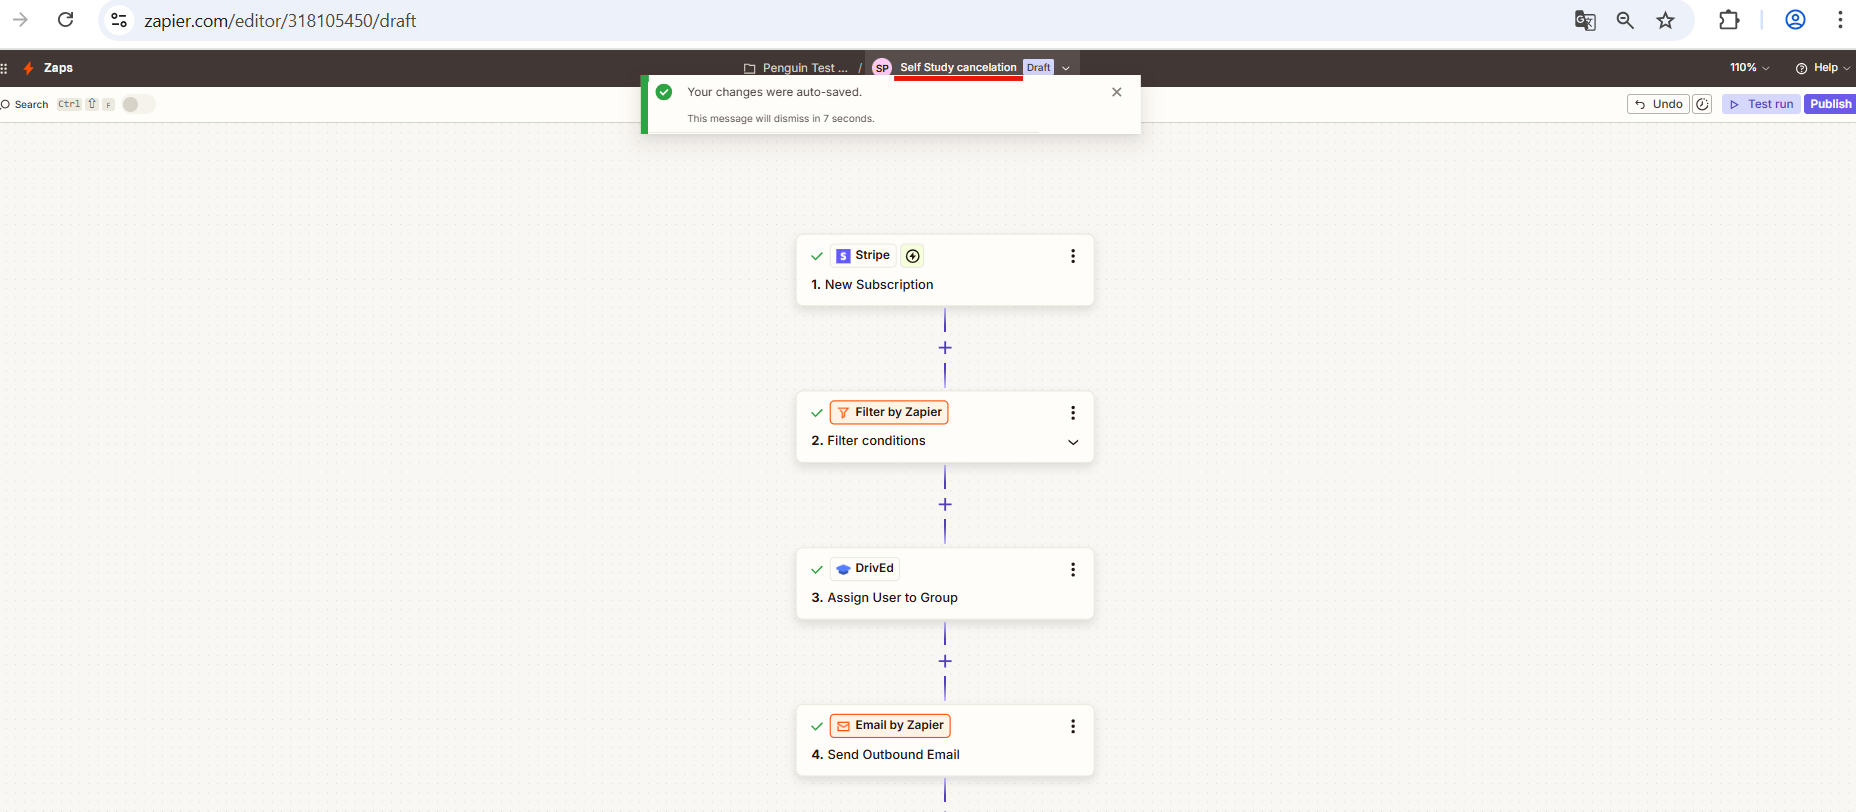 zapier.com/editor/318105450/draft
Zaps
Penguin Test ... / SP Self Study cancelation Draft
110%
Help
Your changes were auto-saved.
This message will dismiss in 7 seconds.
Search Ctrl ⇧ F
Undo
Test run
Publish
Stripe
1. New Subscription
Filter by Zapier
2. Filter conditions
DrivEd
3. Assign User to Group
Email by Zapier
4. Send Outbound Email